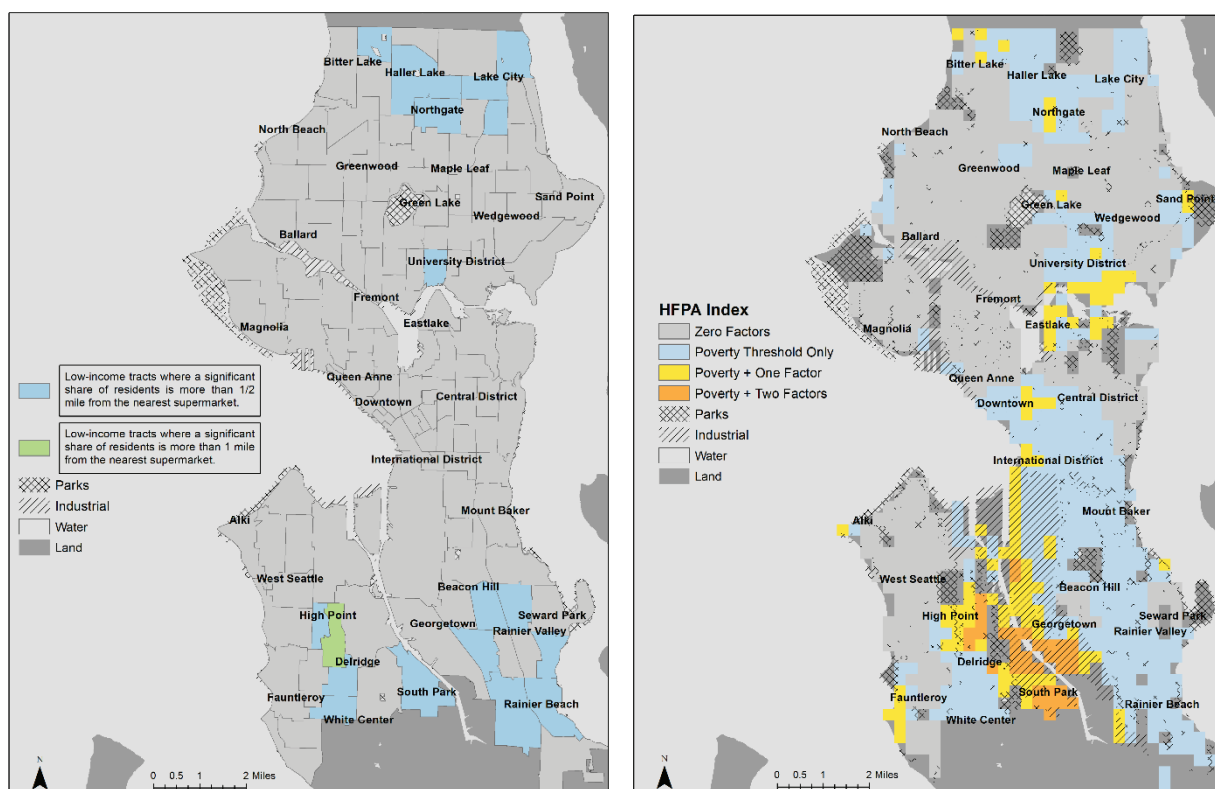 Bitter Lake
Haller Lake
Lake City
Northgate
North Beach
Greenwood
Maple Leaf
Green Lake
Sand Point
Wedgewood
Ballard
University District
Fremont
Magnolia
Eastlake
Low-income tracts where a significant
share of residents is more than 1/2
mile from the nearest supermarket.
Low-income tracts where a significant
share of residents is more than 1 mile
from the nearest supermarket.
Parks
Industrial
Water
Land
Queen Anne
Downtown
Central District
International District
Alki
Mount Baker
West Seattle
Beacon Hill
High Point
Georgetown
Seward Park
Rainier Valley
Delridge
Fauntleroy
South Park
Rainier Beach
White Center
N
0 0.5 1 2 Miles
Bitter Lake
Haller Lake
Lake City
Northgate
North Beach
Greenwood
Maple Leaf
Green Lake
Sand Point
Wedgewood
Ballard
University District
Fremont
Magnolia
Eastlake
HFPA Index
Zero Factors
Poverty Threshold Only
Poverty + One Factor
Poverty + Two Factors
Parks
Industrial
Water
Land
Queen Anne
Downtown
Central District
International District
Alki
Mount Baker
West Seattle
Beacon Hill
High Point
Georgetown
Seward Park
Rainier Valley
Delridge
Fauntleroy
South Park
Rainier Beach
White Center
N
0 0.5 1 2 Miles